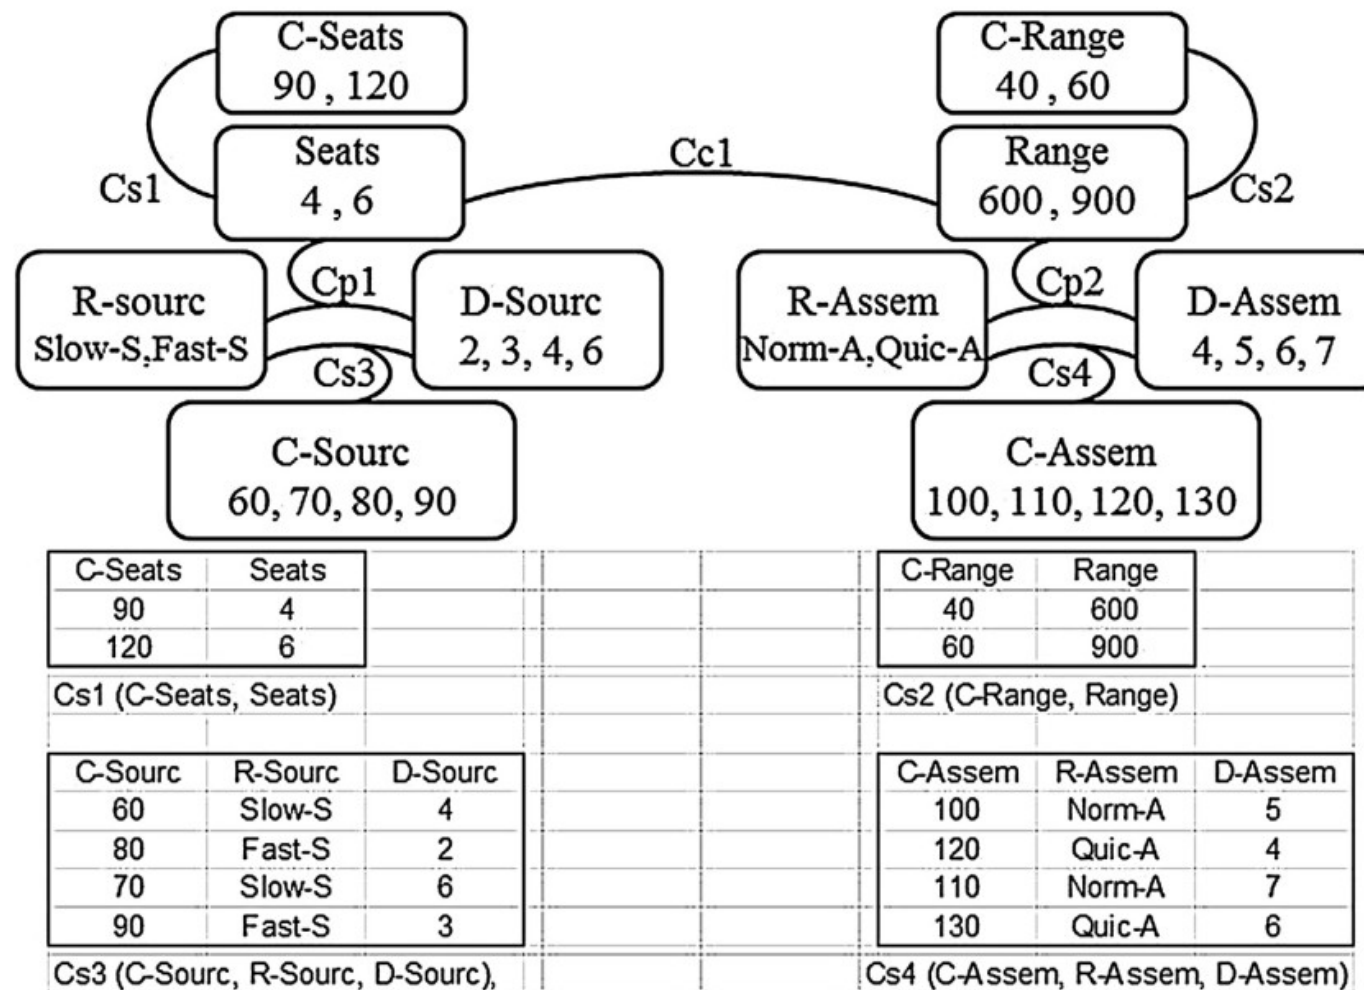 C-Seats
90 , 120
C-Range
40 , 60
Seats
4 , 6
Cc1
Range
600 , 900
Cs1
Cs2
R-sourc
Slow-S,Fast-S
Cp1
D-Sourc
2, 3, 4, 6
R-Assem
Norm-A,Quic-A
Cp2
D-Assem
4, 5, 6, 7
Cs3
Cs4
C-Sourc
60, 70, 80, 90
C-Assem
100, 110, 120, 130
C-Seats Seats
90 4
120 6
Cs1 (C-Seats, Seats)
C-Range Range
40 600
60 900
Cs2 (C-Range, Range)
C-Sourc R-Sourc D-Sourc
60 Slow-S 4
80 Fast-S 2
70 Slow-S 6
90 Fast-S 3
Cs3 (C-Sourc, R-Sourc, D-Sourc),
C-Assem R-Assem D-Assem
100 Norm-A 5
120 Quic-A 4
110 Norm-A 7
130 Quic-A 6
Cs4 (C-Assem, R-Assem, D-Assem)